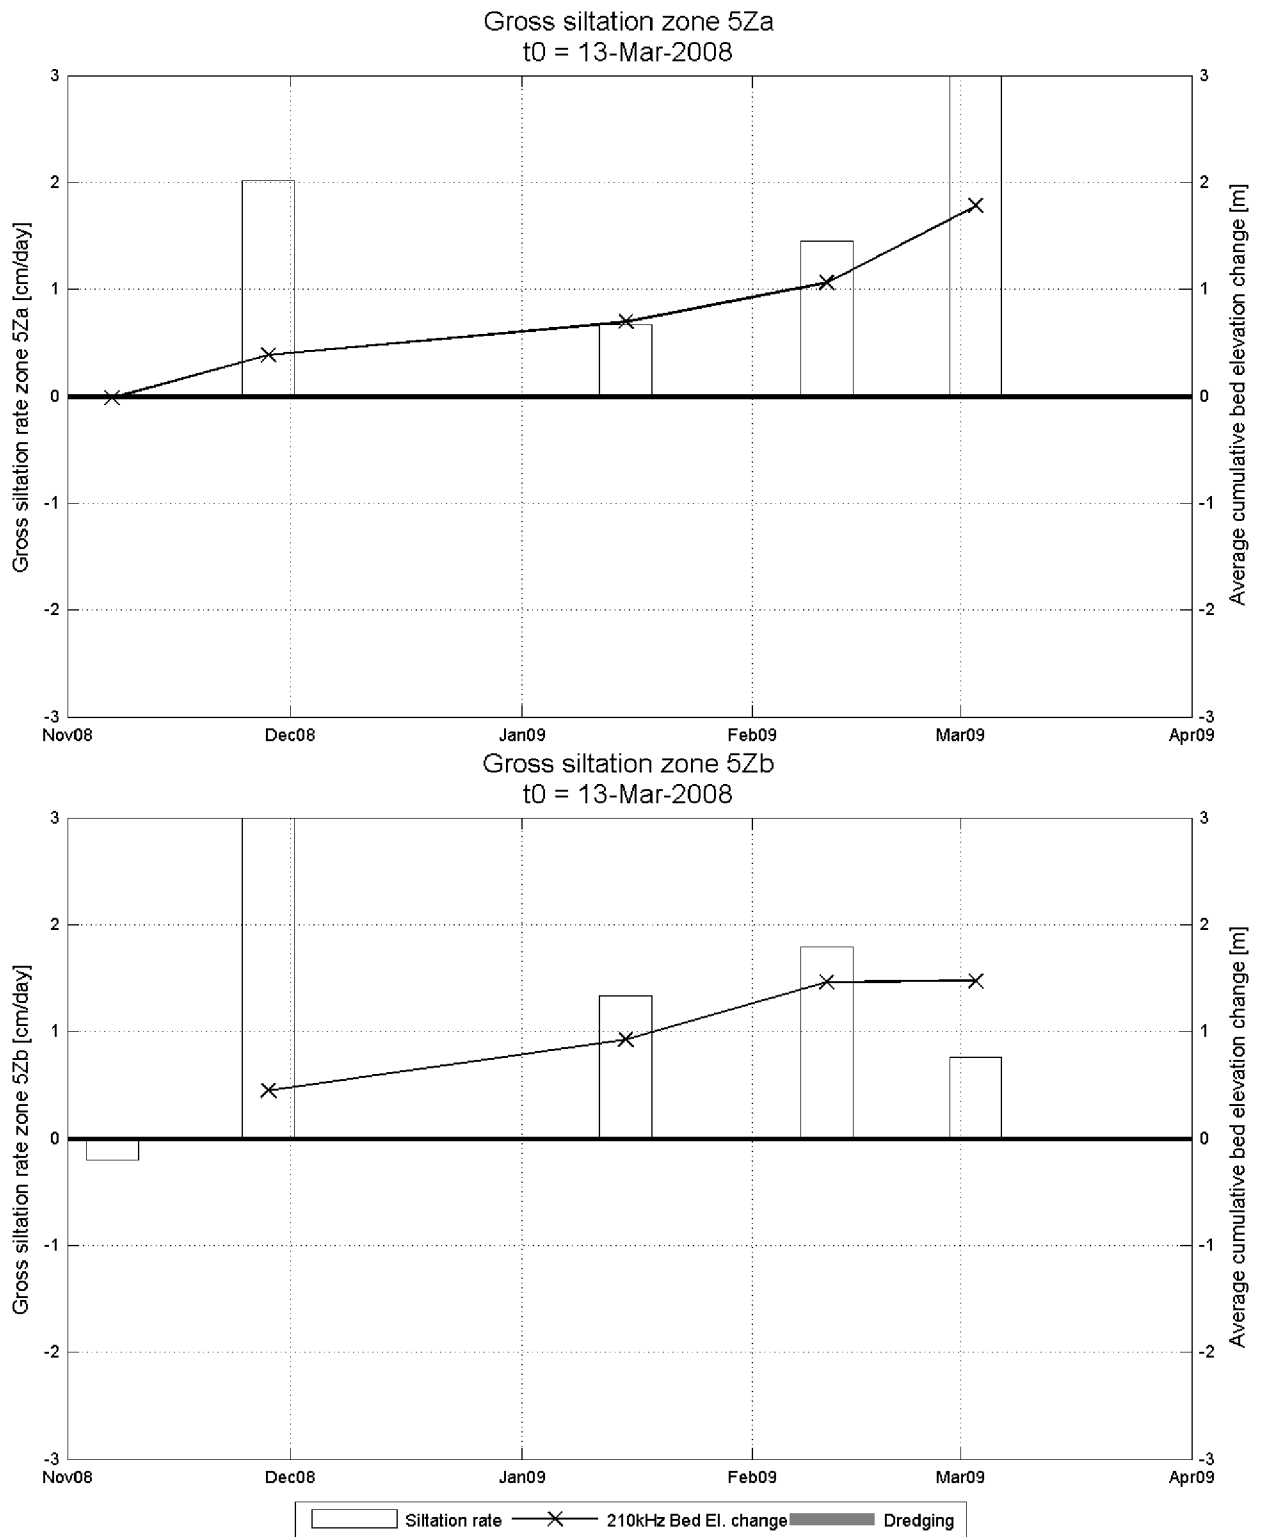 Gross siltation zone 5Za
t0 = 13-Mar-2008
Gross siltation rate zone 5Za [cm/day]
3
2
1
0
-1
-2
-3
3
2
1
0
-1
-2
-3
Average cumulative bed elevation change [m]
Nov08 Dec08 Jan09 Feb09 Mar09 Apr09
Gross siltation zone 5Zb
t0 = 13-Mar-2008
Gross siltation rate zone 5Zb [cm/day]
3
2
1
0
-1
-2
-3
3
2
1
0
-1
-2
-3
Average cumulative bed elevation change [m]
Nov08 Dec08 Jan09 Feb09 Mar09 Apr09
Siltation rate 210kHz Bed El. change Dredging